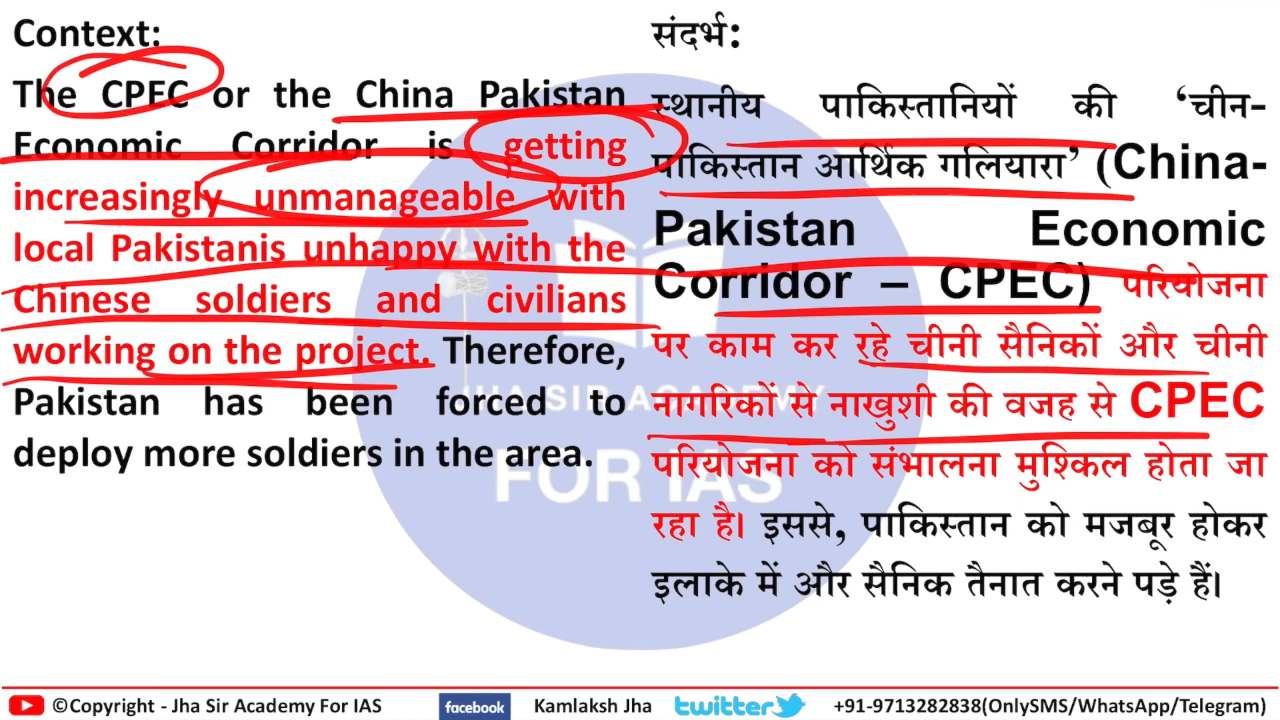 Context:
The CPEC or the China Pakistan
Economic Corridor is getting
increasingly unmanageable with
local Pakistanis unhappy with the
Chinese soldiers and civilians
working on the project. Therefore,
Pakistan has been forced to
deploy more soldiers in the area.
संदर्भ:
स्थानीय पाकिस्तानियों की ‘चीन-
पाकिस्तान आर्थिक गलियारा’ (China-
Pakistan Economic
Corridor – CPEC) परियोजना
पर काम कर रहे चीनी सैनिकों और चीनी
नागरिकों से नाखुशी की वजह से CPEC
परियोजना को संभालना मुश्किल होता जा
रहा है। इससे, पाकिस्तान को मजबूर होकर
इलाके में और सैनिक तैनात करने पड़े हैं।
JHA SIR ACADEMY
FOR IAS
©Copyright - Jha Sir Academy For IAS facebook Kamlaksh Jha twitter +91-9713282838(OnlySMS/WhatsApp/Telegram)